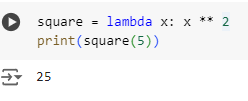 square = lambda x: x ** 2
print(square(5))
25